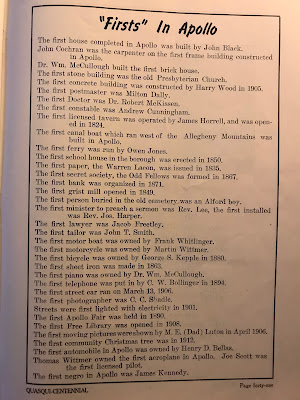 "Firsts" In Apollo
The first house completed in Apollo was built by John Black.
John Cochran was the carpenter on the first frame building constructed
in Apollo.
Dr. Wm. McCullough built the first brick house.
The first stone building was the old Presbyterian Church.
The first concrete building was constructed by Harry Wood in 1905.
The first postmaster was Milton Dally.
The first Doctor was Dr. Robert McKissen.
The first constable was Andrew Cunningham.
The first licensed tavern was operated by James Horrell, and was open-
ed in 1824.
The first canal boat which ran west of the Allegheny Mountains was
built in Apollo.
The first ferry was run by Owen Jones.
The first school house in the borough was erected in 1850.
The first paper, the Warren Lacon, was issued in 1835.
The first secret society, the Odd Fellows was formed in 1867.
The first bank was organized in 1871.
The first grist mill opened in 1849.
The first person buried in the old cemetery was an Alford boy.
The first minister to preach a sermon was Rev. Lee, the first installed
was Rev. Jos. Harper.
The first lawyer was Jacob Freetley.
The first tailor was John T. Smith.
The first motor boat was owned by Frank Whitlinger.
The first motorcycle was owned by Martin Wittmer.
The first bicycle was owned by George S. Kepple in 1880.
The first sheet iron was made in 1863.
The first piano was owned by Dr. Wm. McCullough.
The first telephone was put in by C. W. Bollinger in 1894.
The first street car ran on March 13, 1906.
The first photographer was C. C. Shadle.
Streets were first lighted with electricity in 1901.
The first Apollo Fair was held in 1890.
The first Free Library was opened in 1908.
The first moving pictures were shown by M. E. (Dad) Luton in April 1906.
The first community Christmas tree was in 1912.
The first automobile in Apollo was owned by Henry D. Bellas.
Thomas Wittmer owned the first aeroplane in Apollo. Joe Scott was
the first licensed pilot.
The first negro in Apollo was James Kennedy.
QUASQUI-CENTENNIAL
Page Forty-one